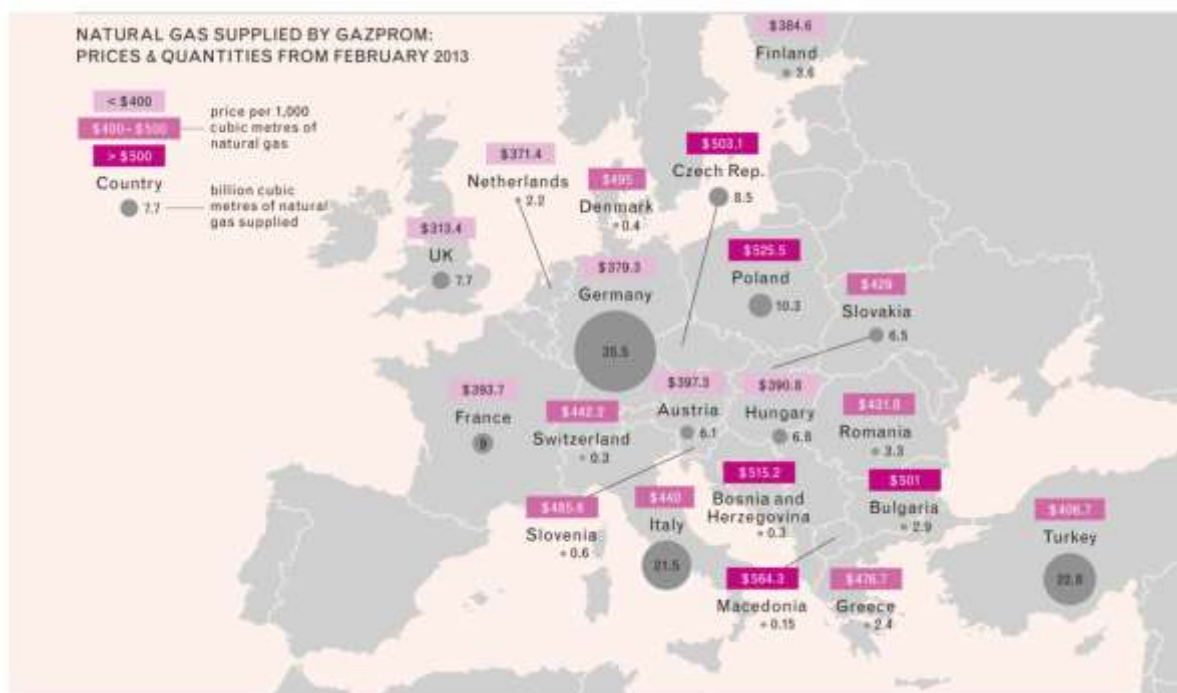 NATURAL GAS SUPPLIED BY GAZPROM:
PRICES & QUANTITIES FROM FEBRUARY 2013
< $400
$400–$500
> $500
price per 1,000
cubic metres of
natural gas
Country
7.7
billion cubic
metres of natural
gas supplied
$384.6
Finland
3.6
$371.4
Netherlands
2.2
$495
Denmark
0.4
$503.1
Czech Rep.
8.5
$313.4
UK
7.7
$379.3
Germany
35.5
$525.5
Poland
10.3
$429
Slovakia
6.5
$393.7
France
9
$442.2
Switzerland
0.3
$397.3
Austria
6.1
$390.8
Hungary
6.8
$431.8
Romania
3.3
$485.6
Slovenia
0.6
$440
Italy
21.5
$515.2
Bosnia and
Herzegovina
0.3
$501
Bulgaria
2.9
$406.7
Turkey
22.8
$564.3
Macedonia
0.15
$476.7
Greece
2.4